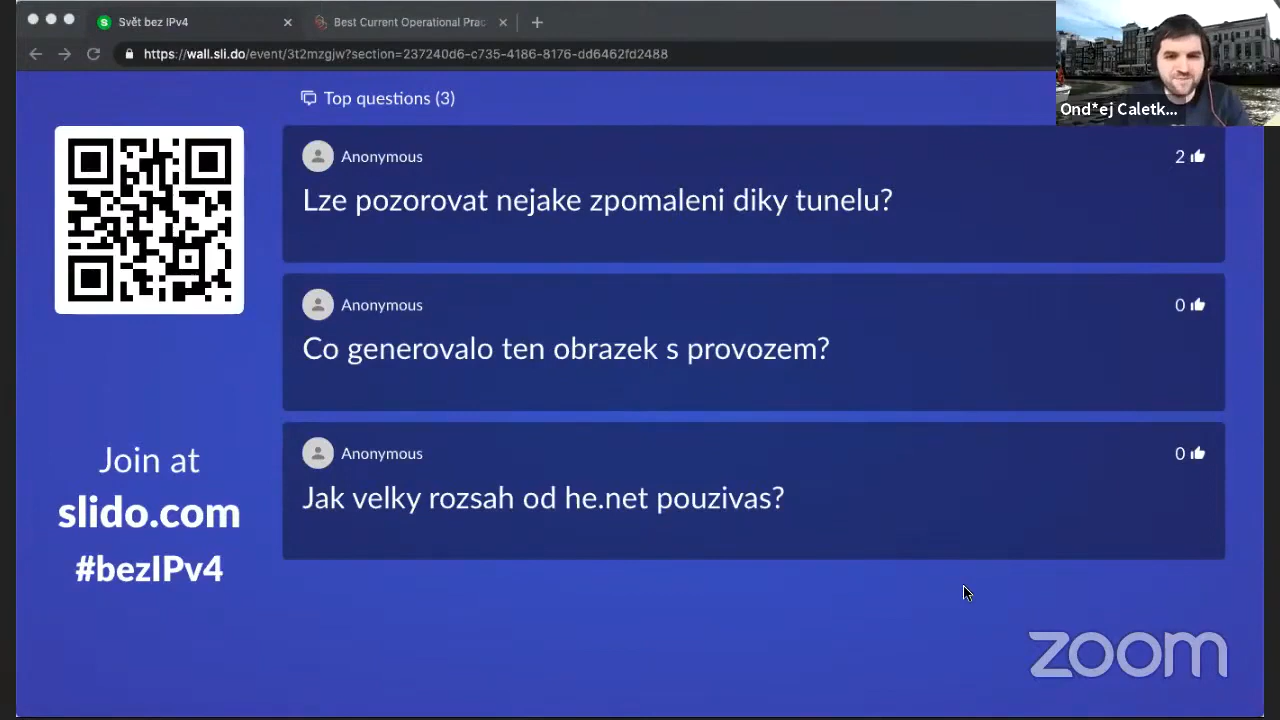 Svět bez IPv4
Best Current Operational Prac
https://wall.sli.do/event/3t2mzgjw?section=237240d6-c735-4186-8176-dd6462fd2488
Ond*ej Caletk...
Top questions (3)
Anonymous
2
Lze pozorovat nejake zpomaleni diky tunelu?
Anonymous
0
Co generovalo ten obrazek s provozem?
Anonymous
0
Jak velky rozsah od he.net pouzivas?
Join at
slido.com
#bezIPv4
zoom